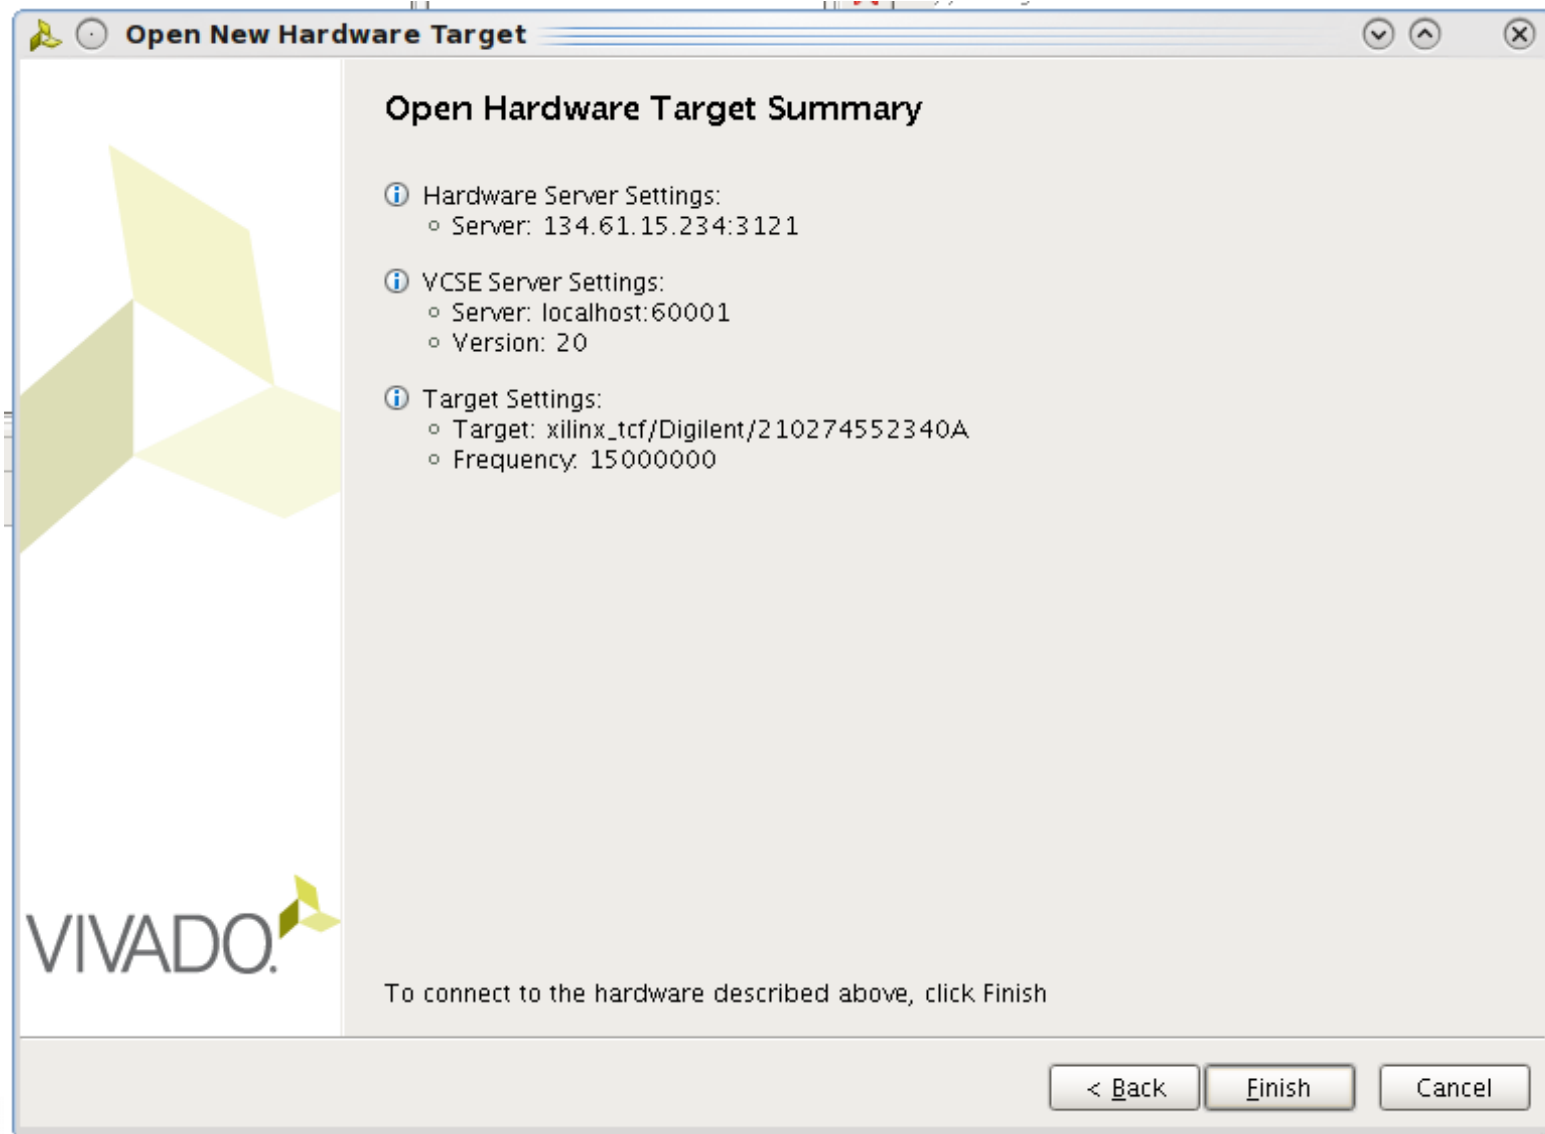 Open New Hardware Target
Open Hardware Target Summary
Hardware Server Settings:
Server: 134.61.15.234:3121
VCSE Server Settings:
Server: localhost:60001
Version: 20
Target Settings:
Target: xilinx_tcf/Digilent/210274552340A
Frequency: 15000000
VIVADO.
To connect to the hardware described above, click Finish
< Back
Finish
Cancel